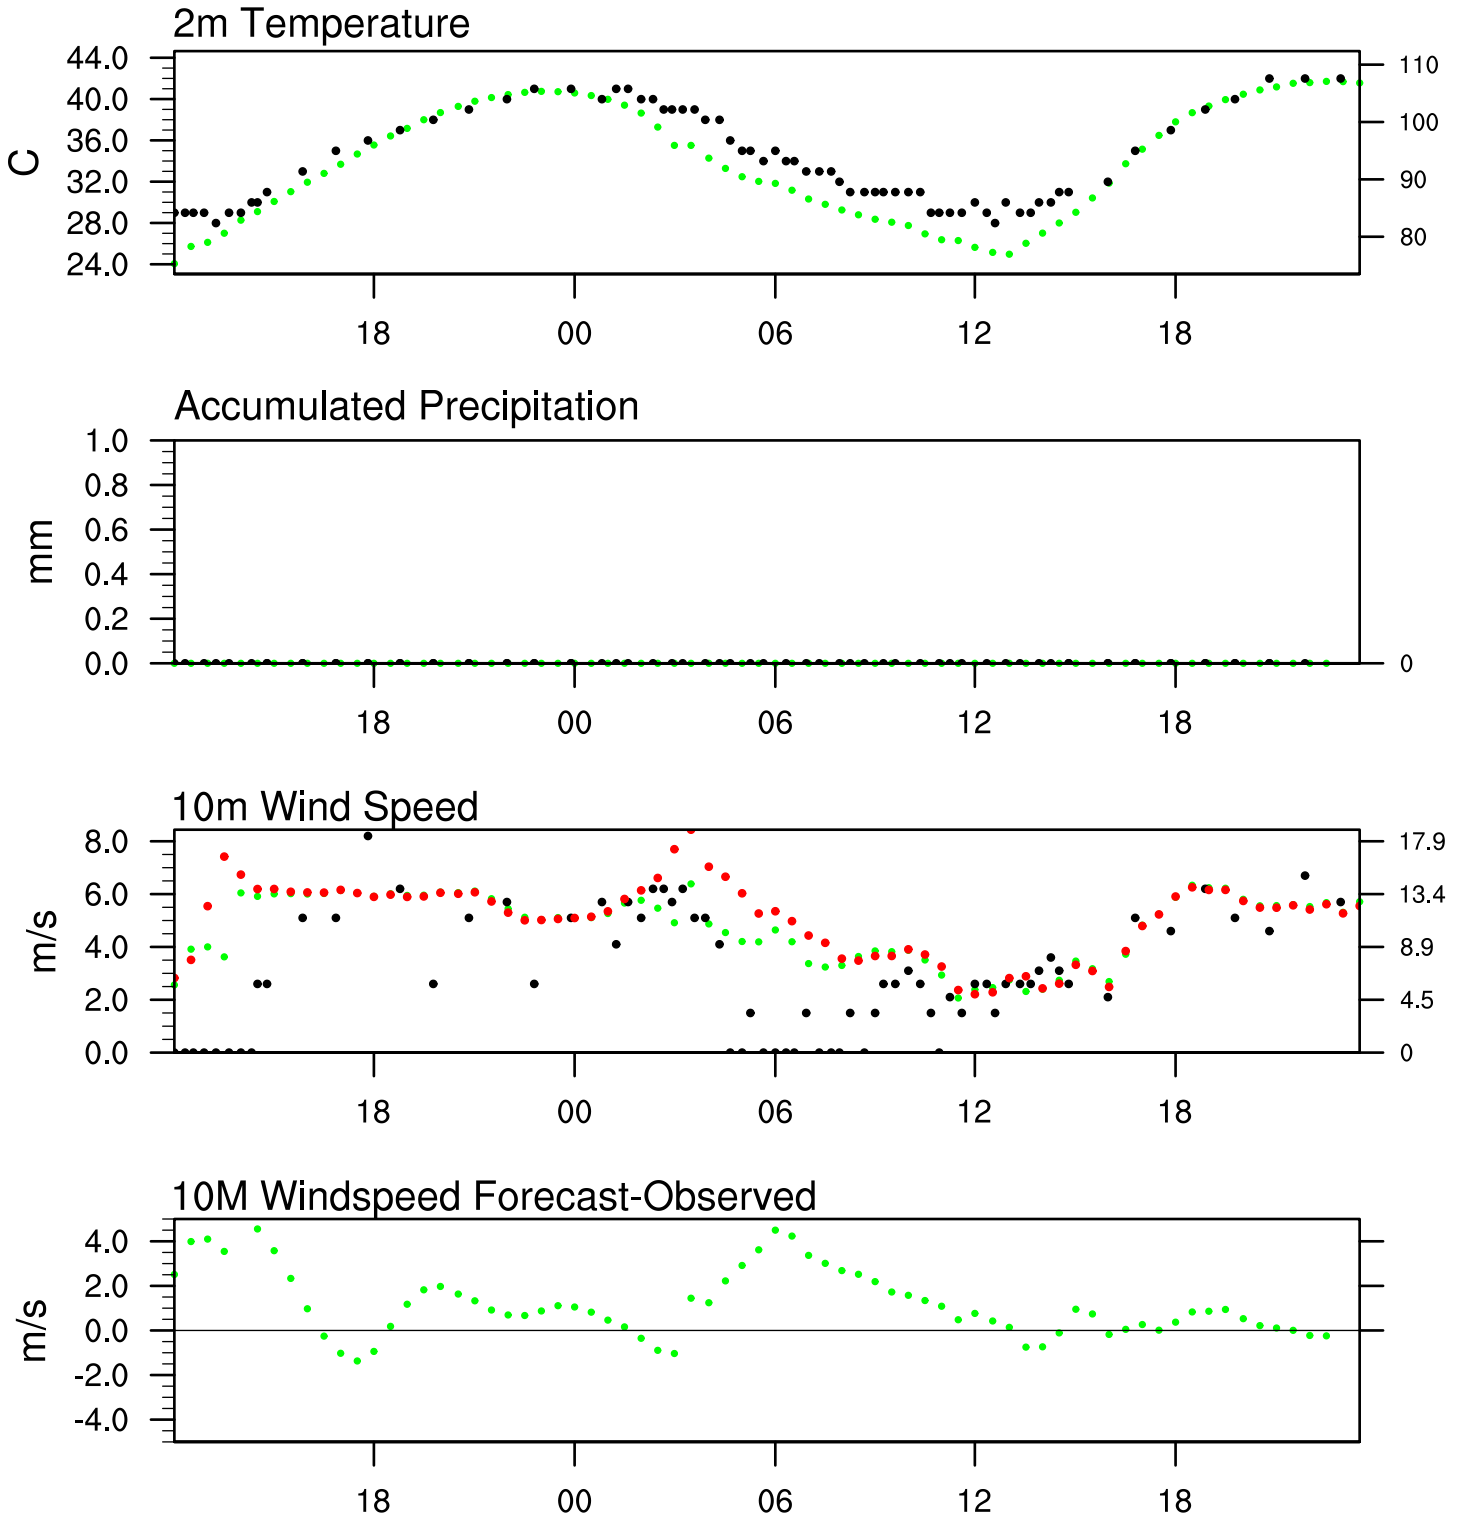 2m Temperature
44.0
40.0
36.0
32.0
28.0
24.0
C
110
100
90
80
18 00 06 12 18
Accumulated Precipitation
1.0
0.8
0.6
0.4
0.2
0.0
mm
0
18 00 06 12 18
10m Wind Speed
8.0
6.0
4.0
2.0
0.0
m/s
17.9
13.4
8.9
4.5
0
18 00 06 12 18
10M Windspeed Forecast-Observed
4.0
2.0
0.0
-2.0
-4.0
m/s
18 00 06 12 18